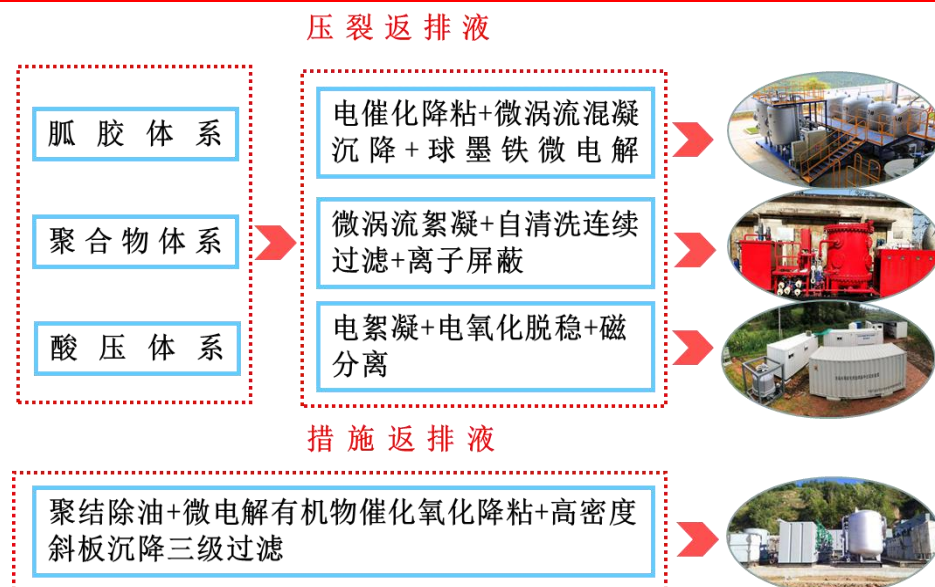 压裂返排液
胍胶体系
电催化降粘+微涡流混凝
沉降+球墨铁微电解
聚合物体系
微涡流絮凝+自清洗连续
过滤+离子屏蔽
酸压体系
电絮凝+电氧化脱稳+磁
分离
措施返排液
聚结除油+微电解有机物催化氧化降粘+高密度
斜板沉降三级过滤